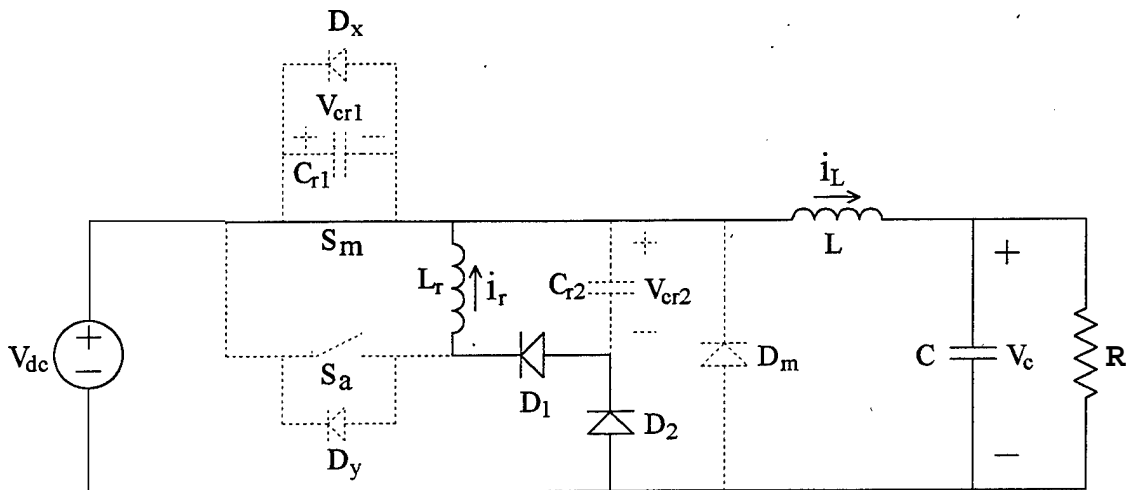 Dx
Vcr1
+ −
Cr1
iL
Sm
L
Lr
ir
Cr2
+
Vcr2
−
+
Vdc
+
−
Sa
D1
Dm
C
Vc
R
D2
Dy
−